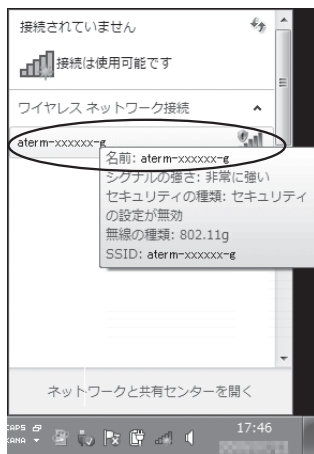 接続されていません
接続は使用可能です
ワイヤレス ネットワーク接続
aterm-xxxxxx-g
名前: aterm-xxxxxx-g
シグナルの強さ: 非常に強い
セキュリティの種類: セキュリティ
の設定が無効
無線の種類: 802.11g
SSID: aterm-xxxxxx-g
ネットワークと共有センターを開く
CAPS
KANA
17:46